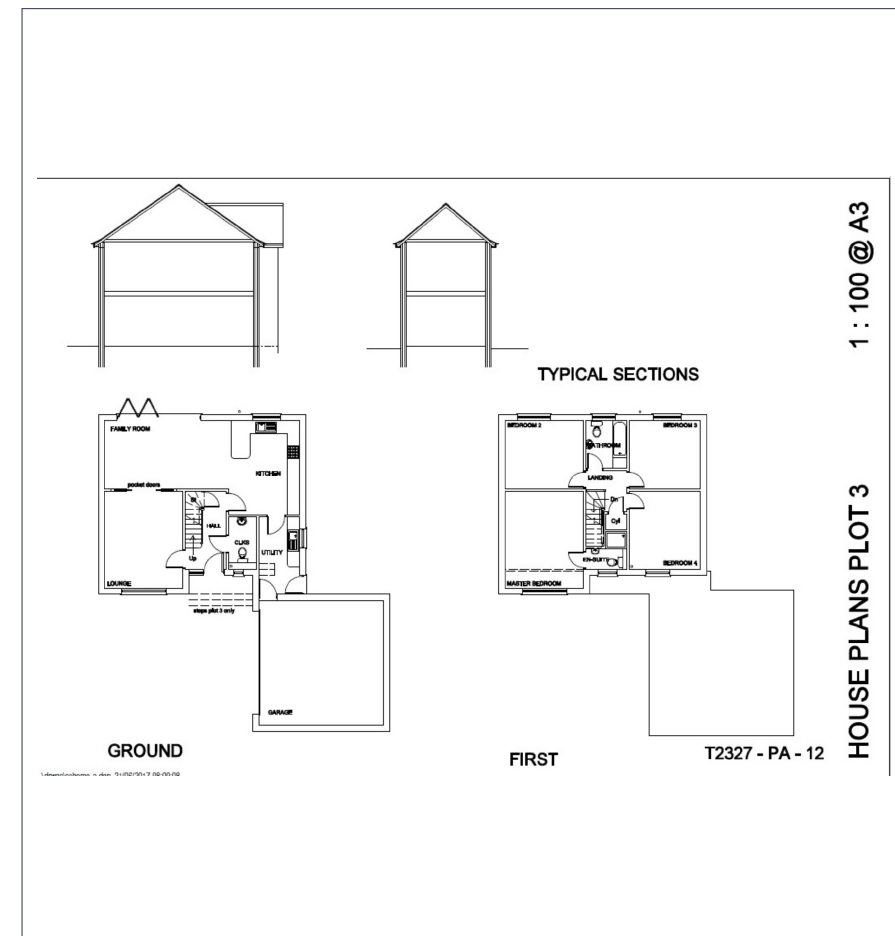 1 : 100 @ A3
TYPICAL SECTIONS
FAMILY ROOM
KITCHEN
pocket doors
St
HALL
CLKS
UTILITY
Up
LOUNGE
steps plot 3 only
GARAGE
GROUND
BEDROOM 2
BATHROOM
BEDROOM 3
LANDING
Dn
Cyl
EN-SUITE
BEDROOM 4
MASTER BEDROOM
FIRST
T2327 - PA - 12
HOUSE PLANS PLOT 3